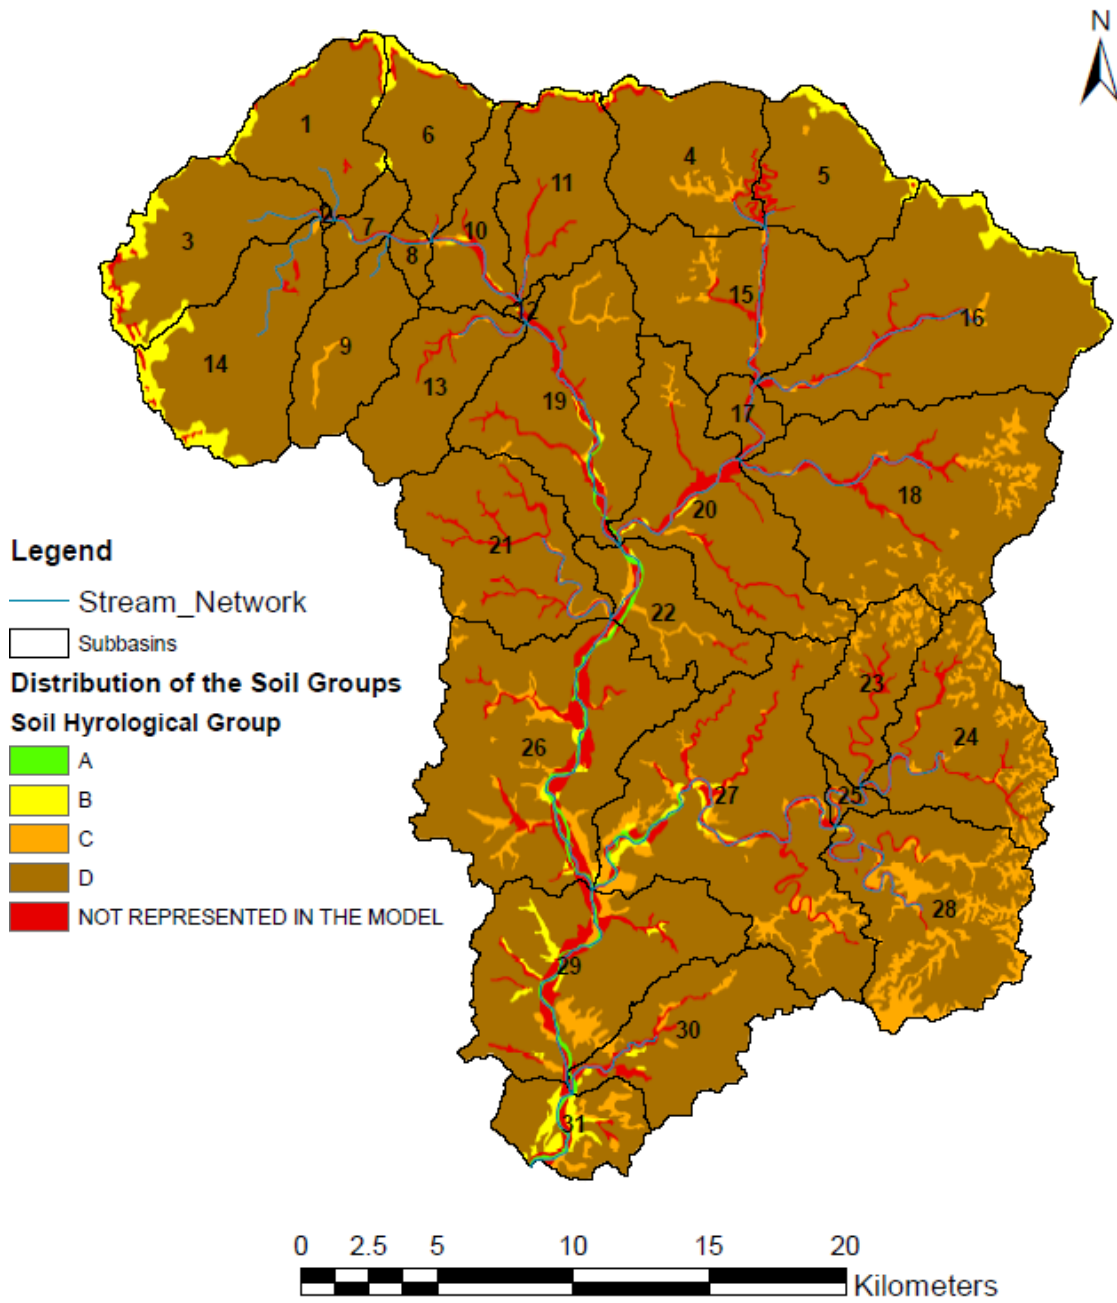 N
1
6
4
5
11
2
7
10
3
8
15
16
12
9
14
13
19
17
18
20
21
22
23
24
26
27
25
28
29
30
31
Legend
Stream_Network
Subbasins
Distribution of the Soil Groups
Soil Hyrological Group
A
B
C
D
NOT REPRESENTED IN THE MODEL
0 2.5 5 10 15 20
Kilometers